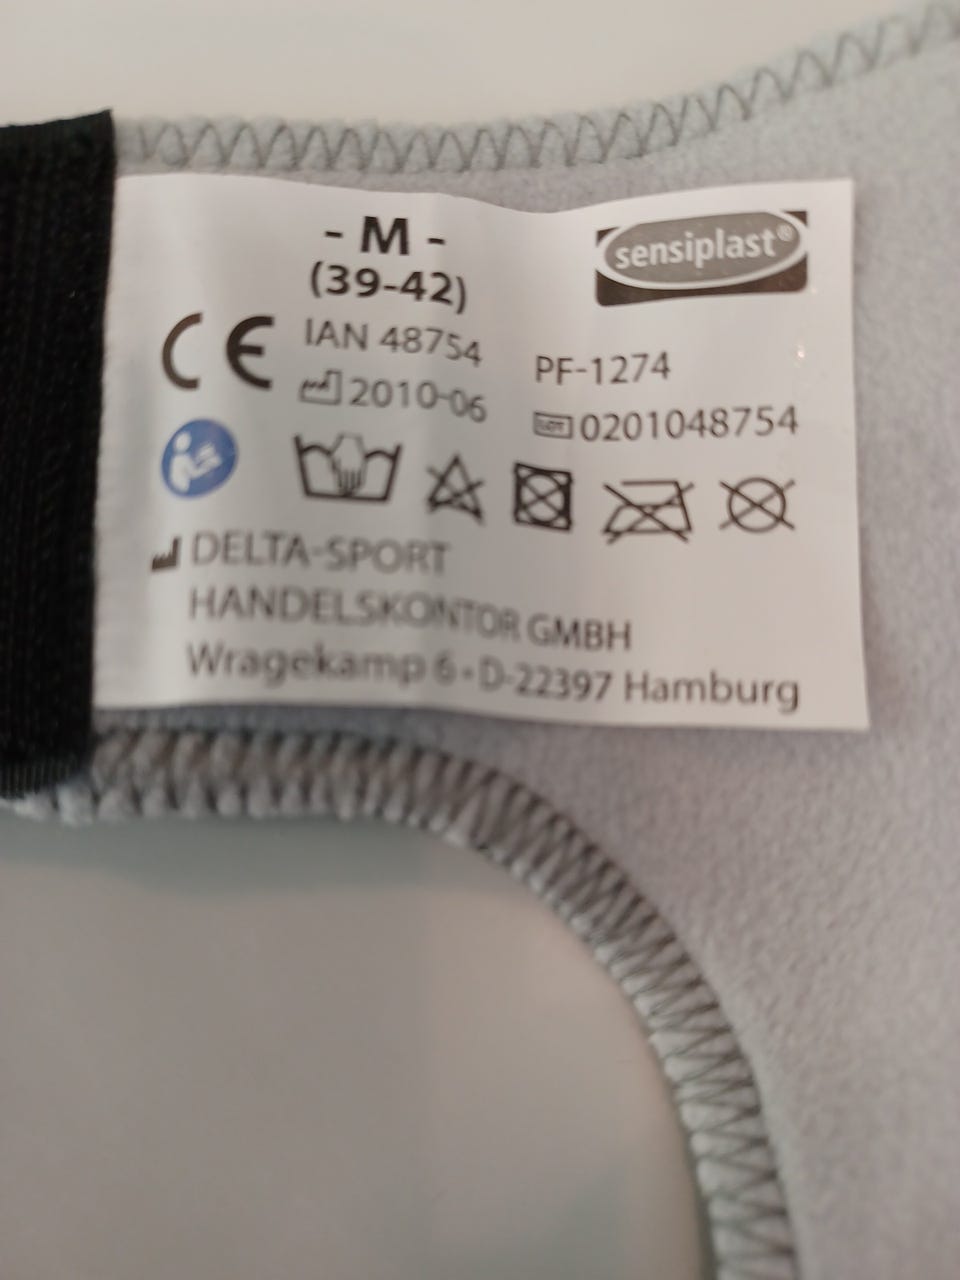 - M -
(39-42)
sensiplast®
CE
IAN 48754
2010-06
PF-1274
LOT 0201048754
DELTA-SPORT
HANDELSKONTOR GMBH
Wragekamp 6 • D-22397 Hamburg